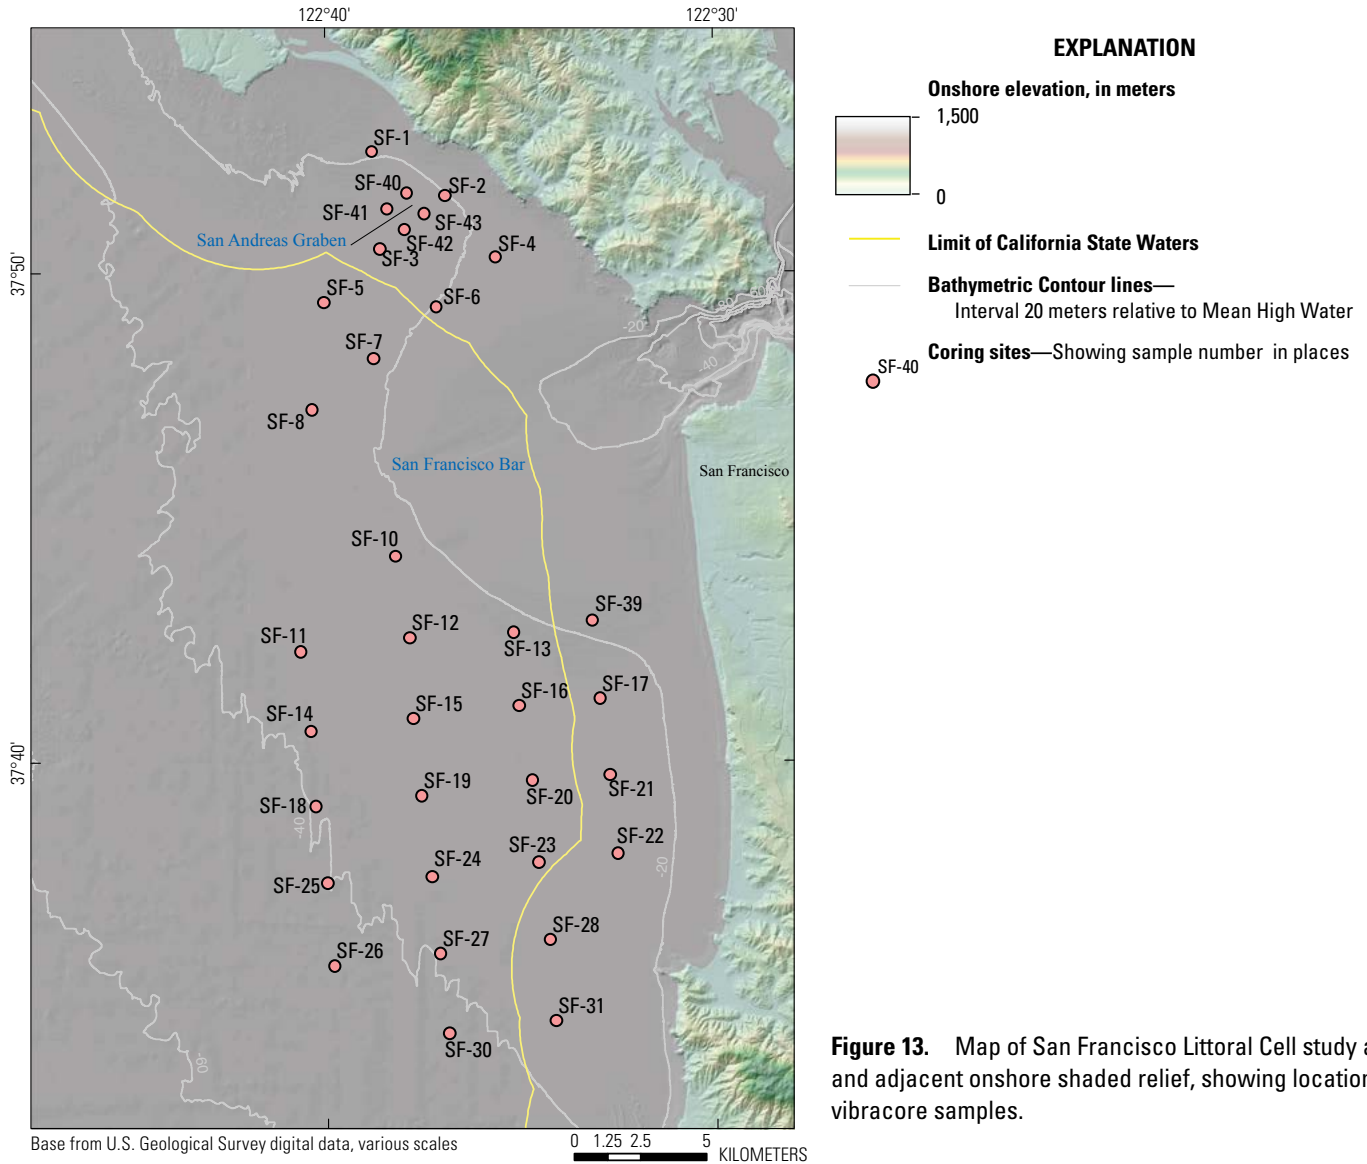 122°40'
122°30'
EXPLANATION
Onshore elevation, in meters
1,500
0
Limit of California State Waters
Bathymetric Contour lines—
Interval 20 meters relative to Mean High Water
Coring sites—Showing sample number in places
SF-40
SF-1
SF-40
SF-2
SF-41
SF-43
San Andreas Graben
SF-42
SF-3
SF-4
37°50'
SF-5
SF-6
-20
-40
SF-7
SF-8
San Francisco Bar
San Francisco
SF-10
SF-39
SF-12
SF-11
SF-13
SF-17
SF-16
SF-15
SF-14
37°40'
SF-19
SF-20
SF-21
SF-18
-40
SF-22
SF-23
SF-24
-20
SF-25
SF-28
SF-27
SF-26
SF-31
SF-30
-60
Figure 13. Map of San Francisco Littoral Cell study a
and adjacent onshore shaded relief, showing location
vibracore samples.
Base from U.S. Geological Survey digital data, various scales
0 1.25 2.5 5
KILOMETERS